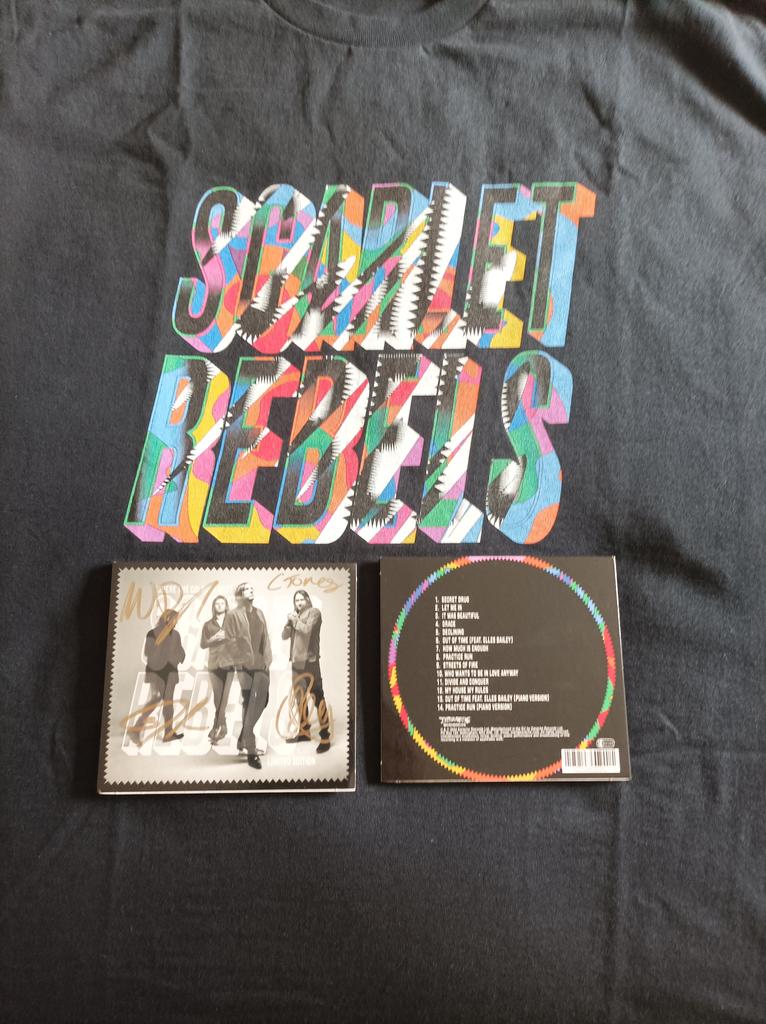 SCARLET
REBELS
C Jones
REBELS
LIMITED EDITION
1. SECRET DRUG
2. LET ME IN
3. IT WAS BEAUTIFUL
4. GRACE
5. DECLINING
6. OUT OF TIME (FEAT. ELLES BAILEY)
7. HOW MUCH IS ENOUGH
8. PRACTICE RUN
9. STREETS OF FIRE
10. WHO WANTS TO BE IN LOVE ANYWAY
11. DIVIDE AND CONQUER
12. MY HOUSE MY RULES
13. OUT OF TIME FEAT. ELLES BAILEY (PIANO VERSION)
14. PRACTICE RUN (PIANO VERSION)